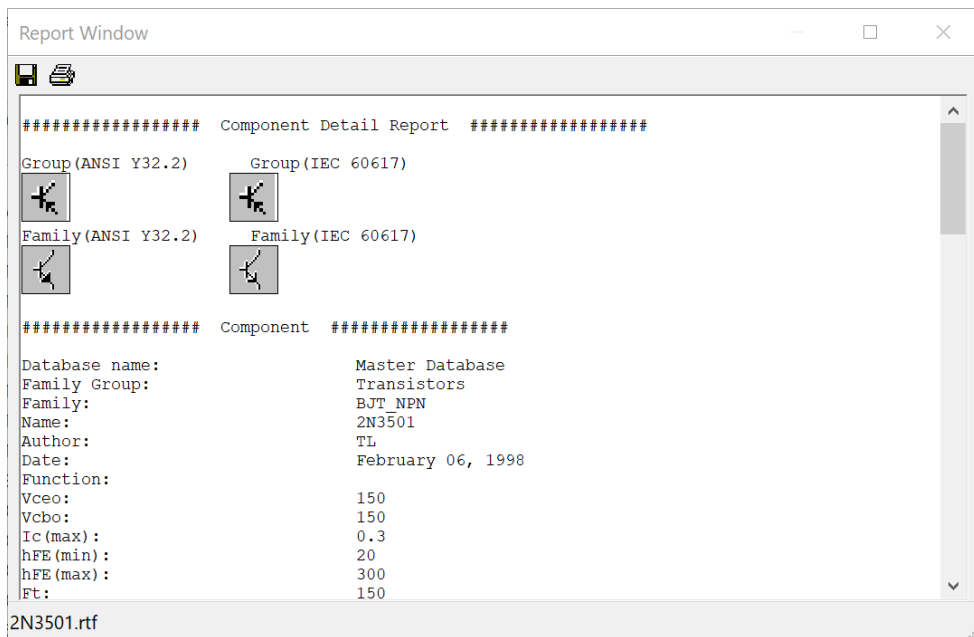 Report Window
################## Component Detail Report ##################
Group(ANSI Y32.2) Group(IEC 60617)
Family(ANSI Y32.2) Family(IEC 60617)
################## Component ##################
Database name: Master Database
Family Group: Transistors
Family: BJT_NPN
Name: 2N3501
Author: TL
Date: February 06, 1998
Function:
Vceo: 150
Vcbo: 150
Ic(max): 0.3
hFE(min): 20
hFE(max): 300
Ft: 150
2N3501.rtf